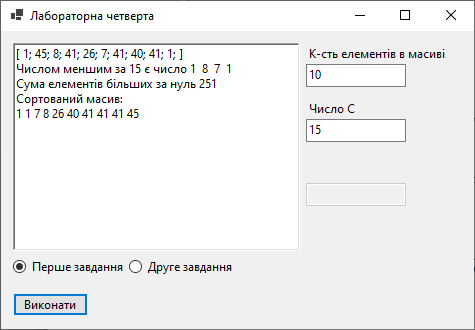 Лабораторна четверта
[ 1; 45; 8; 41; 26; 7; 41; 40; 41; 1; ]
Числом меншим за 15 є число 1 8 7 1
Сума елементів більших за нуль 251
Сортований масив:
1 1 7 8 26 40 41 41 41 45
К-сть елементів в масиві
10
Число С
15
Перше завдання
Друге завдання
Виконати